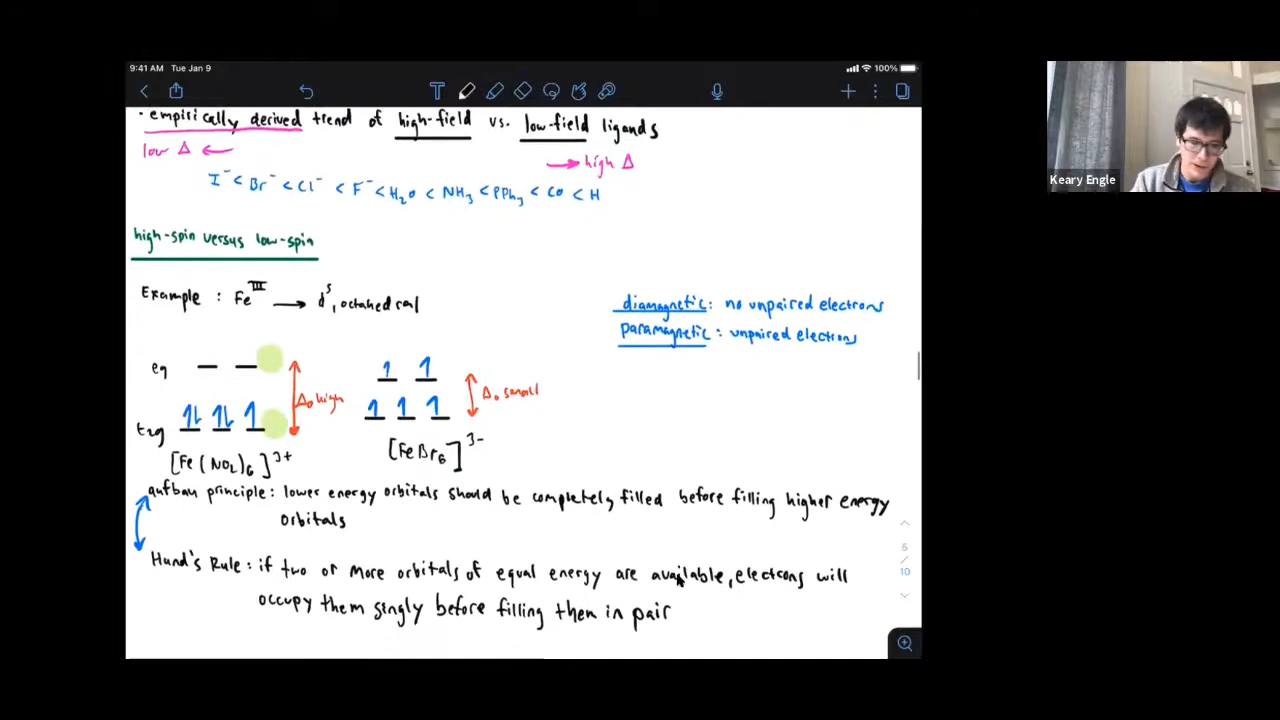 9:41 AM Tue Jan 9
100%
· empirically derived trend of high-field vs. low-field ligands
low Δ ←
→ high Δ
I⁻ < Br⁻ < Cl⁻ < F⁻ < H₂O < NH₃ < PPh₃ < CO < H
high-spin versus low-spin
Example : Fe^III → d⁵, octahedral
diamagnetic : no unpaired electrons
paramagnetic : unpaired electrons
eg
Δ₀ high
Δ₀ small
t2g
[Fe(NO₂)₆]³⁺
[FeBr₆]³⁻
aufbau principle : lower energy orbitals should be completely filled before filling higher energy
orbitals
Hund's Rule : if two or more orbitals of equal energy are available, electrons will
occupy them singly before filling them in pair
5
/
10
Keary Engle